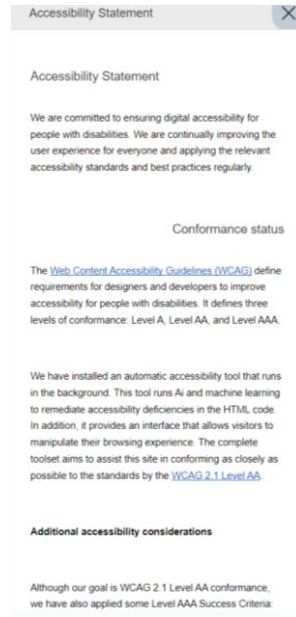 Accessibility Statement
Accessibility Statement
We are committed to ensuring digital accessibility for
people with disabilities. We are continually improving the
user experience for everyone and applying the relevant
accessibility standards and best practices regularly.
Conformance status
The Web Content Accessibility Guidelines (WCAG) define
requirements for designers and developers to improve
accessibility for people with disabilities. It defines three
levels of conformance: Level A, Level AA, and Level AAA.
We have installed an automatic accessibility tool that runs
in the background. This tool runs Ai and machine learning
to remediate accessibility deficiencies in the HTML code.
In addition, it provides an interface that allows visitors to
manipulate their browsing experience. The complete
toolset aims to assist this site in conforming as closely as
possible to the standards by the WCAG 2.1 Level AA.
Additional accessibility considerations
Although our goal is WCAG 2.1 Level AA conformance,
we have also applied some Level AAA Success Criteria: